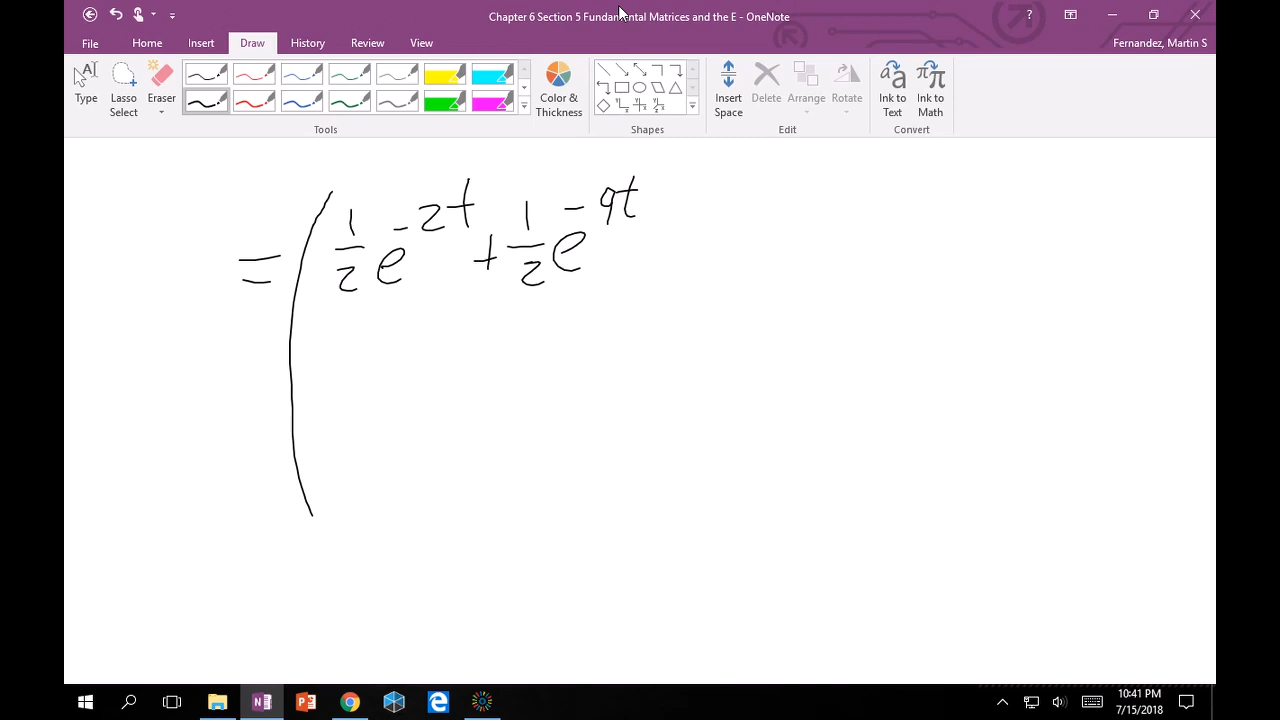 Chapter 6 Section 5 Fundamental Matrices and the E - OneNote
?
File Home Insert Draw History Review View Fernandez, Martin S
Type Lasso Select Eraser Color & Thickness Insert Space Delete Arrange Rotate Ink to Text Ink to Math
Tools Shapes Edit Convert
= ( 1/2 e^-2t + 1/2 e^-4t
10:41 PM
7/15/2018